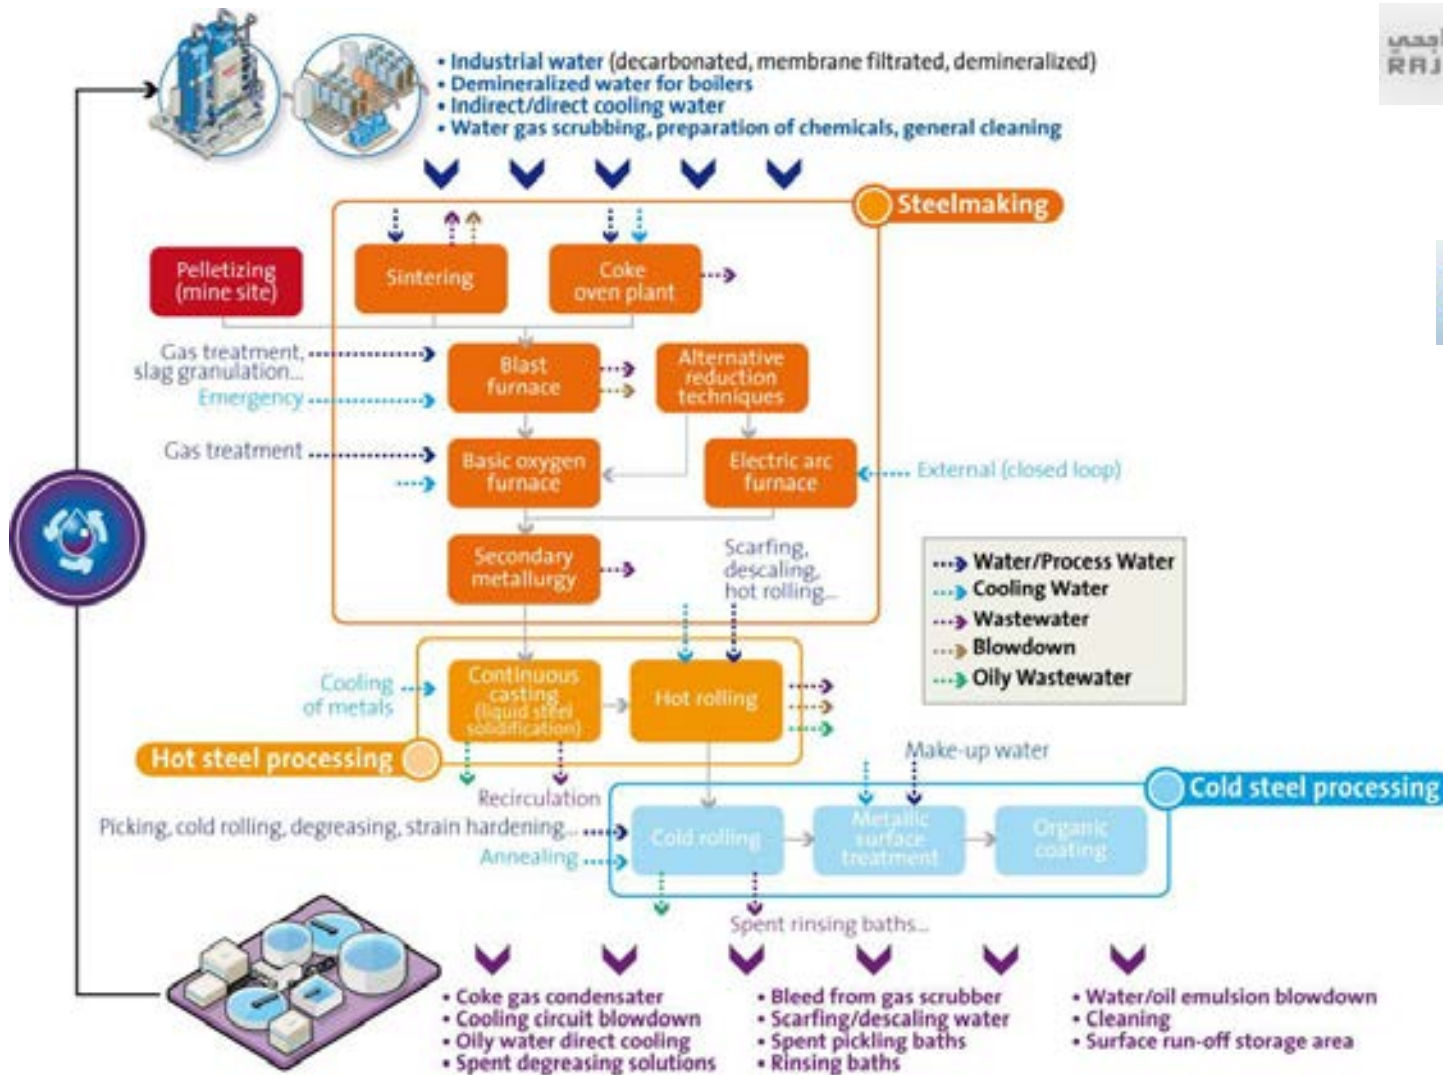 • Industrial water (decarbonated, membrane filtrated, demineralized)
• Demineralized water for boilers
• Indirect/direct cooling water
• Water gas scrubbing, preparation of chemicals, general cleaning
Steelmaking
Pelletizing
(mine site)
Sintering
Coke
oven plant
Gas treatment,
slag granulation...
Emergency
Blast
furnace
Alternative
reduction
techniques
Gas treatment
Basic oxygen
furnace
Electric arc
furnace
External (closed loop)
Secondary
metallurgy
Scarfing,
descaling,
hot rolling...
Water/Process Water
Cooling Water
Wastewater
Blowdown
Oily Wastewater
Cooling
of metals
Continuous
casting
(liquid steel
solidification)
Hot rolling
Hot steel processing
Make-up water
Recirculation
Cold steel processing
Picking, cold rolling, degreasing, strain hardening...
Annealing
Cold rolling
Metallic
surface
treatment
Organic
coating
Spent rinsing baths...
• Coke gas condensater
• Cooling circuit blowdown
• Oily water direct cooling
• Spent degreasing solutions
• Bleed from gas scrubber
• Scarfing/descaling water
• Spent pickling baths
• Rinsing baths
• Water/oil emulsion blowdown
• Cleaning
• Surface run-off storage area